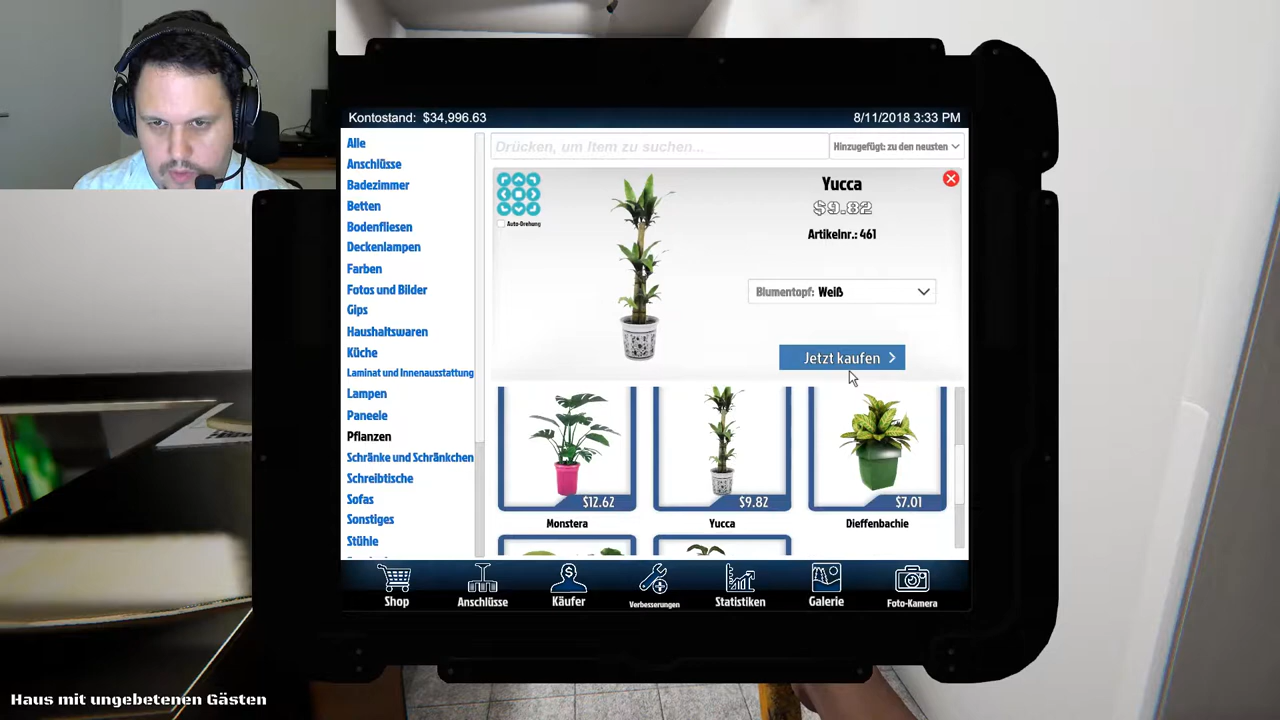 Kontostand: $34,996.63
8/11/2018 3:33 PM
Alle
Anschlüsse
Badezimmer
Betten
Bodenfliesen
Deckenlampen
Farben
Fotos und Bilder
Gips
Haushaltswaren
Küche
Laminat und Innenausstattung
Lampen
Paneele
Pflanzen
Schränke und Schränkchen
Schreibtische
Sofas
Sonstiges
Stühle
Drücken, um Item zu suchen...
Hinzugefügt: zu den neusten
Auto-Drehung
Yucca
$9.82
Artikelnr.: 461
Blumentopf: Weiß
Jetzt kaufen
$12.62
$9.82
$7.01
Monstera
Yucca
Dieffenbachie
Shop
Anschlüsse
Käufer
Verbesserungen
Statistiken
Galerie
Foto-Kamera
Haus mit ungebetenen Gästen